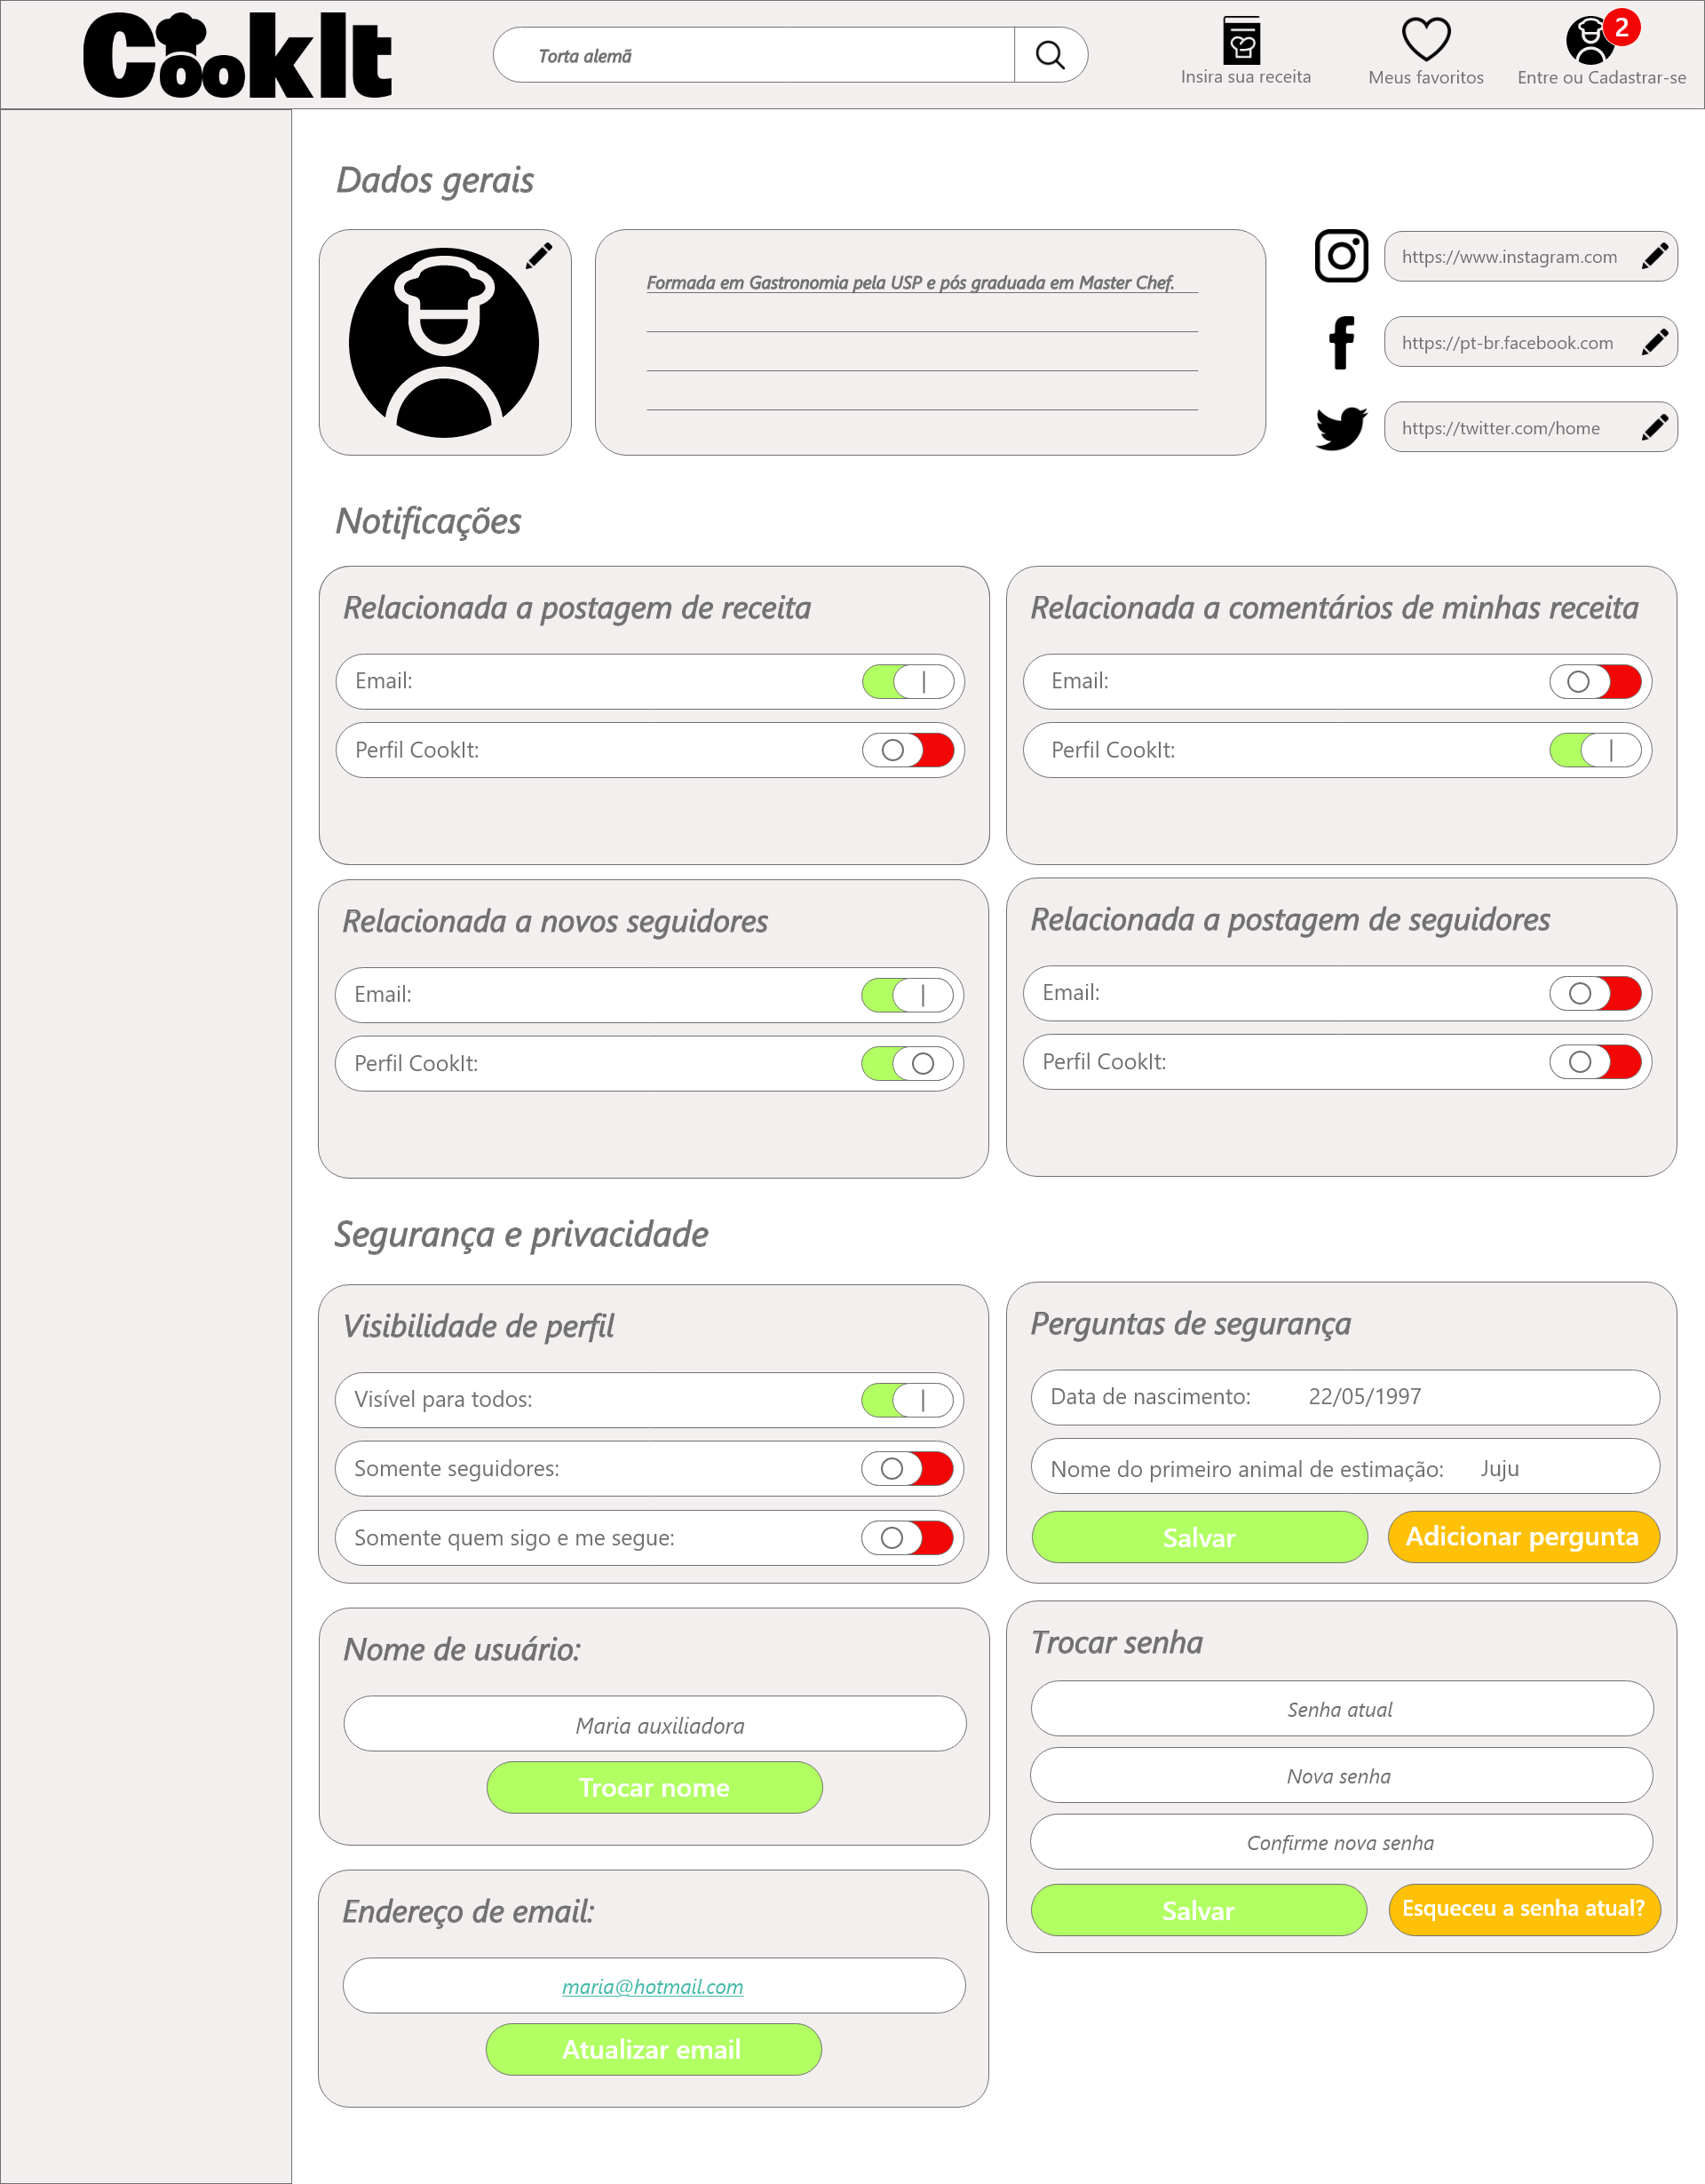 CookIt
Torta alemã
Insira sua receita
Meus favoritos
2
Entre ou Cadastrar-se
Dados gerais
Formada em Gastronomia pela USP e pós graduada em Master Chef.
https://www.instagram.com
https://pt-br.facebook.com
https://twitter.com/home
Notificações
Relacionada a postagem de receita
Email:
Perfil CookIt:
Relacionada a comentários de minhas receita
Email:
Perfil CookIt:
Relacionada a novos seguidores
Email:
Perfil CookIt:
Relacionada a postagem de seguidores
Email:
Perfil CookIt:
Segurança e privacidade
Visibilidade de perfil
Visível para todos:
Somente seguidores:
Somente quem sigo e me segue:
Perguntas de segurança
Data de nascimento: 22/05/1997
Nome do primeiro animal de estimação: Juju
Salvar
Adicionar pergunta
Nome de usuário:
Maria auxiliadora
Trocar nome
Trocar senha
Senha atual
Nova senha
Confirme nova senha
Salvar
Esqueceu a senha atual?
Endereço de email:
maria@hotmail.com
Atualizar email